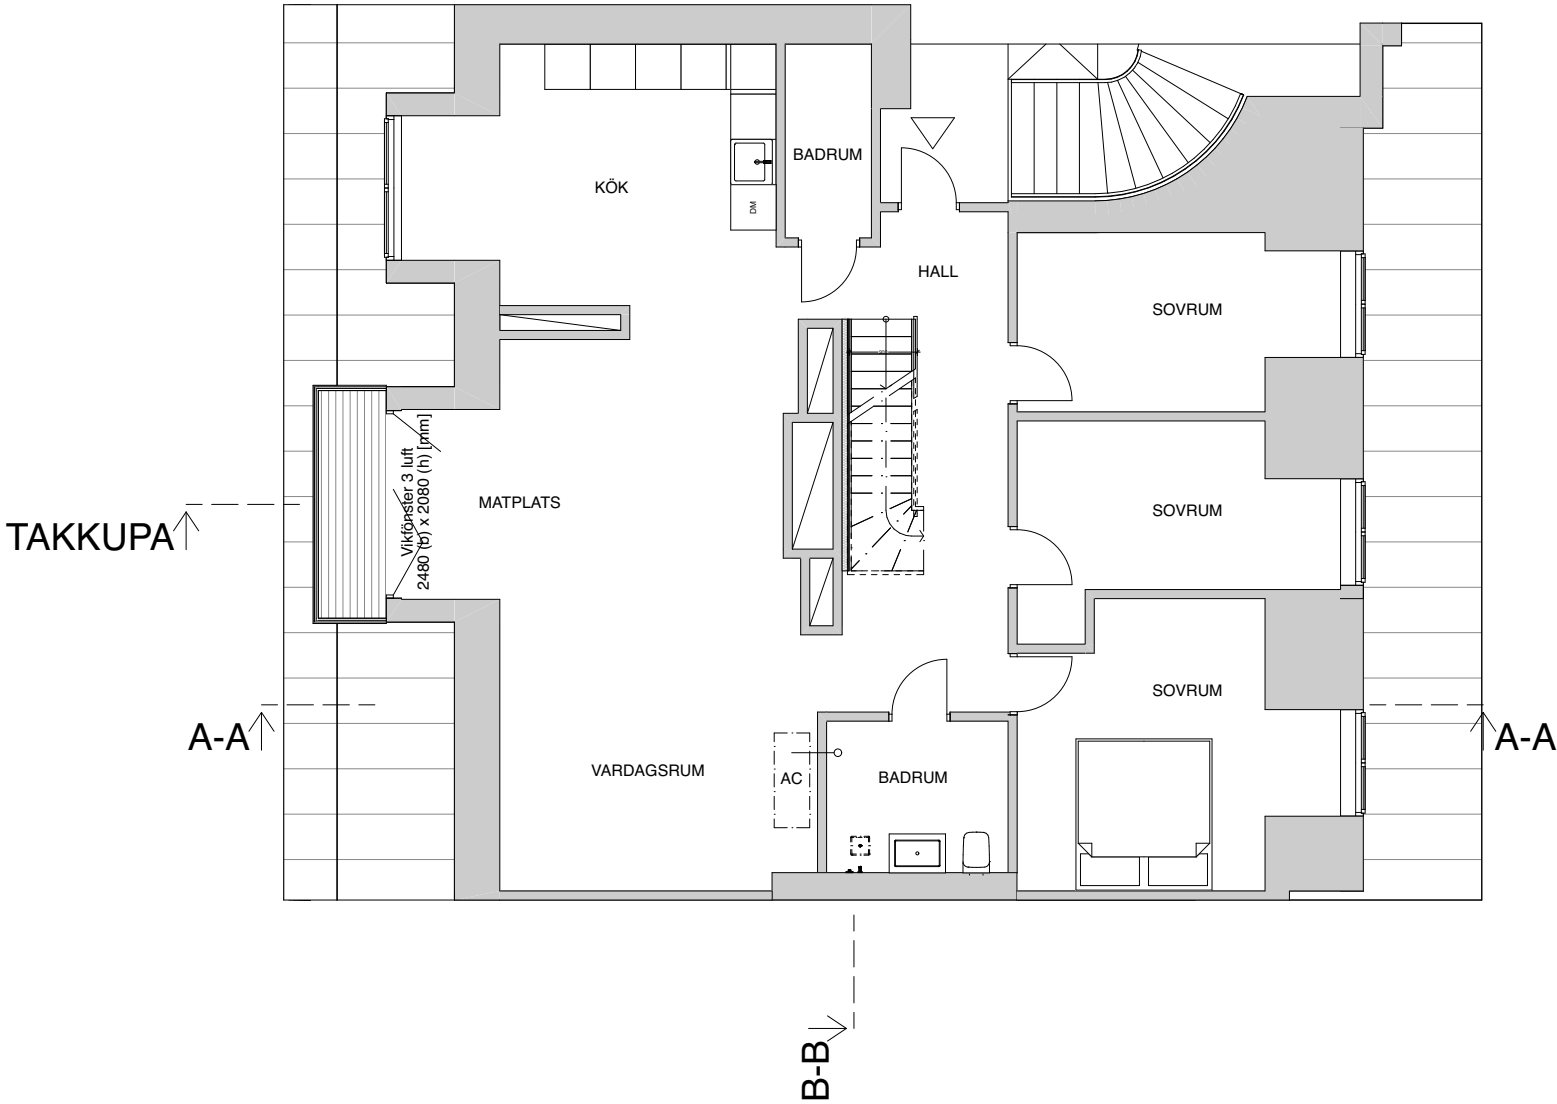 BADRUM
KÖK
DM
HALL
SOVRUM
Vikfönster 3 luft
2480 (b) x 2080 (h) [mm]
MATPLATS
SOVRUM
TAKKUPA
SOVRUM
A-A
A-A
VARDAGSRUM
AC
BADRUM
B-B